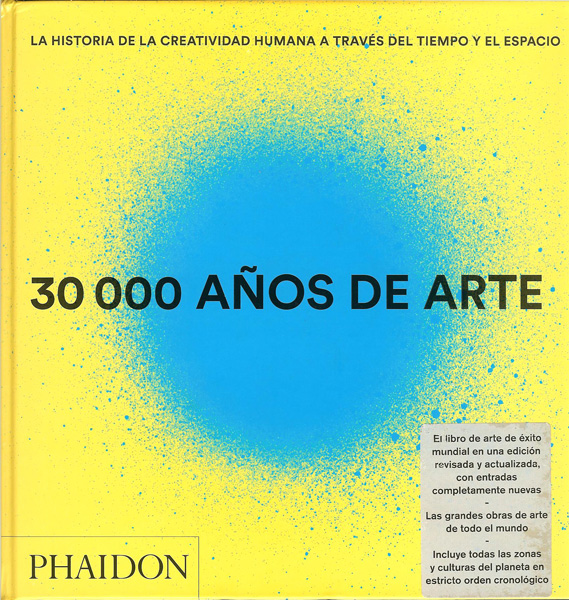 LA HISTORIA DE LA CREATIVIDAD HUMANA A TRAVÉS DEL TIEMPO Y EL ESPACIO
30 000 AÑOS DE ARTE
El libro de arte de éxito
mundial en una edición
revisada y actualizada,
con entradas
completamente nuevas
-
Las grandes obras de arte
de todo el mundo
-
Incluye todas las zonas
y culturas del planeta en
estricto orden cronológico
PHAIDON